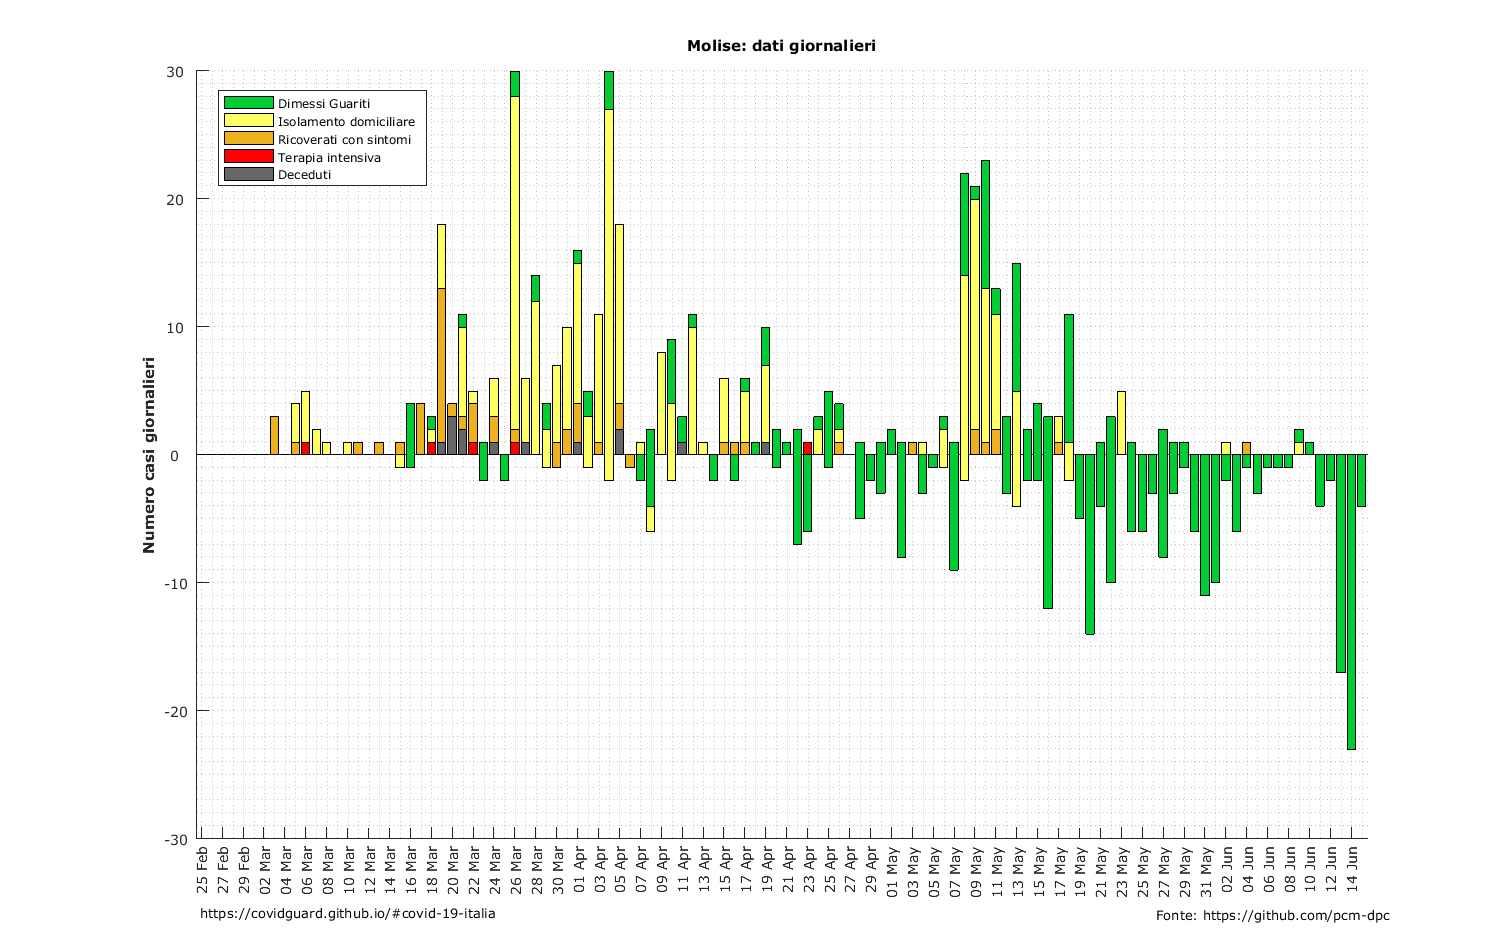 Molise: dati giornalieri
Dimessi Guariti
Isolamento domiciliare
Ricoverati con sintomi
Terapia intensiva
Deceduti
Numero casi giornalieri
30
20
10
0
-10
-20
-30
25 Feb
27 Feb
29 Feb
02 Mar
04 Mar
06 Mar
08 Mar
10 Mar
12 Mar
14 Mar
16 Mar
18 Mar
20 Mar
22 Mar
24 Mar
26 Mar
28 Mar
30 Mar
01 Apr
03 Apr
05 Apr
07 Apr
09 Apr
11 Apr
13 Apr
15 Apr
17 Apr
19 Apr
21 Apr
23 Apr
25 Apr
27 Apr
29 Apr
01 May
03 May
05 May
07 May
09 May
11 May
13 May
15 May
17 May
19 May
21 May
23 May
25 May
27 May
29 May
31 May
02 Jun
04 Jun
06 Jun
08 Jun
10 Jun
12 Jun
14 Jun
https://covidguard.github.io/#covid-19-italia
Fonte: https://github.com/pcm-dpc